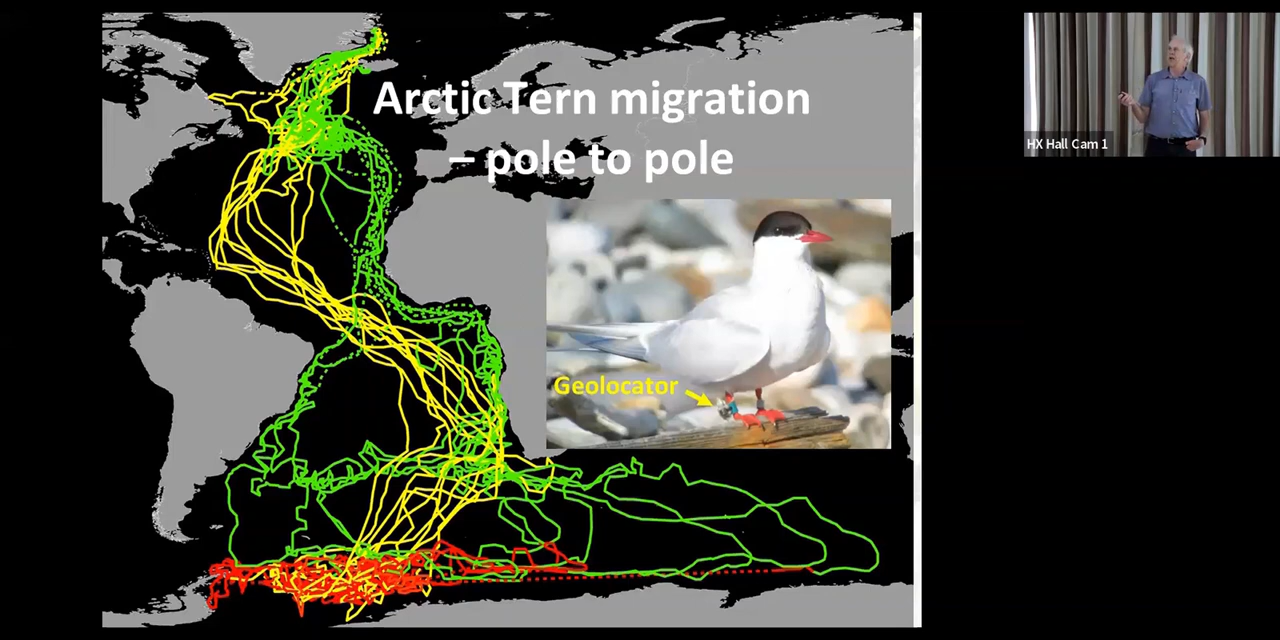 Arctic Tern migration
– pole to pole
Geolocator
HX Hall Cam 1